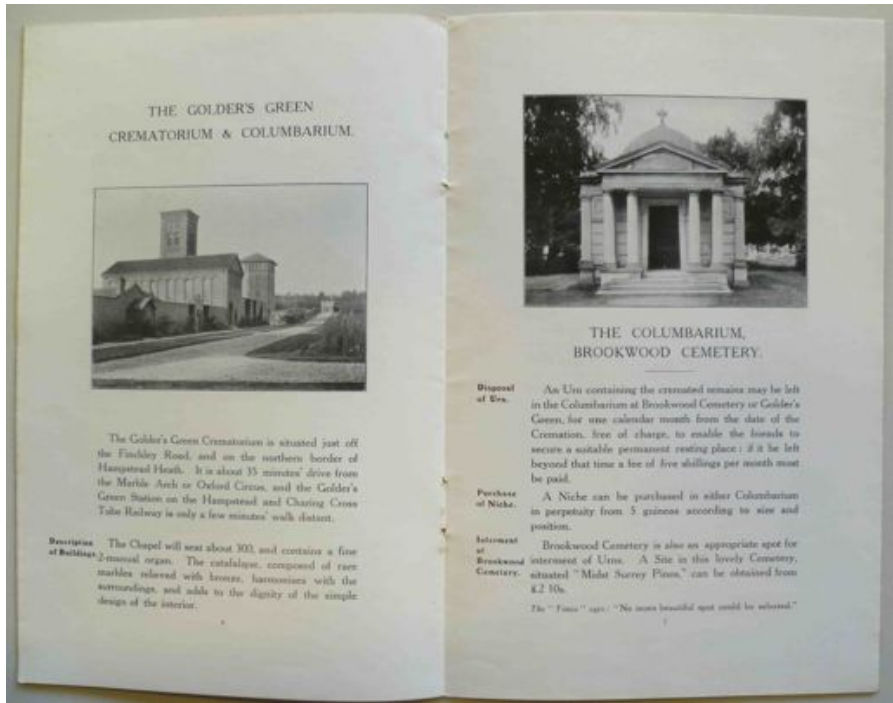 THE GOLDER'S GREEN
CREMATORIUM & COLUMBARIUM.
The Golder's Green Crematorium is situated just off
the Finchley Road, and on the northern border of
Hampstead Heath. It is about 35 minutes' drive from
the Marble Arch or Oxford Circus, and the Golder's
Green Station on the Hampstead and Charing Cross
Tube Railway is only a few minutes' walk distant.
Description
of Buildings.
The Chapel will seat about 300, and contains a fine
2-manual organ. The catafalque, composed of rare
marbles relieved with bronze, harmonises with the
surroundings, and adds to the dignity of the simple
design of the interior.
THE COLUMBARIUM,
BROOKWOOD CEMETERY.
Disposal
of Urn.
An Urn containing the cremated remains may be left
in the Columbarium at Brookwood Cemetery or Golder's
Green, for one calendar month from the date of the
Cremation, free of charge, to enable the friends to
secure a suitable permanent resting place: if it be left
beyond that time a fee of five shillings per month must
be paid.
Purchase
of Niche.
A Niche can be purchased in either Columbarium
in perpetuity from 5 guineas according to size and
position.
Interment
at
Brookwood
Cemetery.
Brookwood Cemetery is also an appropriate spot for
interment of Urns. A Site in this lovely Cemetery,
situated "Midst Surrey Pines," can be obtained from
£2 10s.
The "Times" says: "No more beautiful spot could be selected."